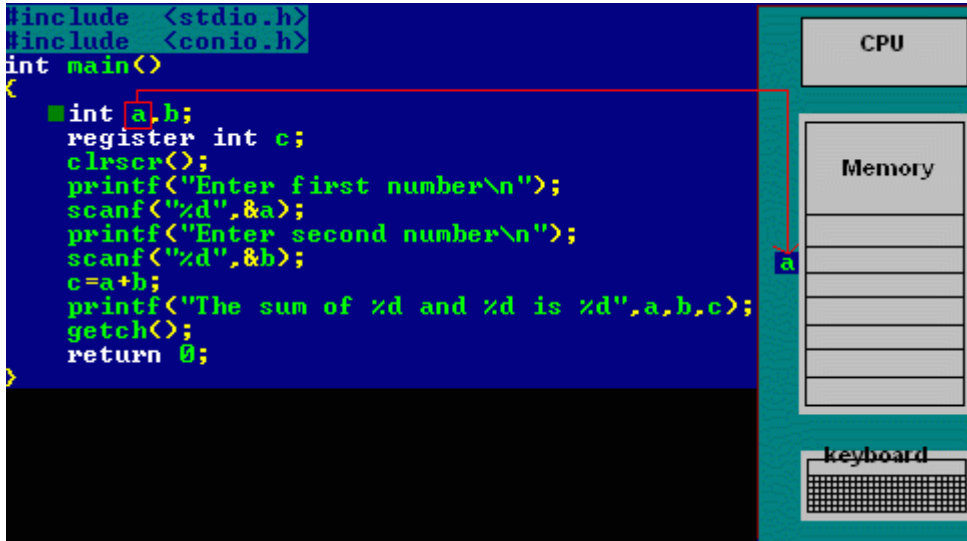 #include <stdio.h>
#include <conio.h>
int main()
{
int a,b;
register int c;
clrscr();
printf("Enter first number\n");
scanf("%d",&a);
printf("Enter second number\n");
scanf("%d",&b);
c=a+b;
printf("The sum of %d and %d is %d",a,b,c);
getch();
return 0;
}
CPU
Memory
a
keyboard